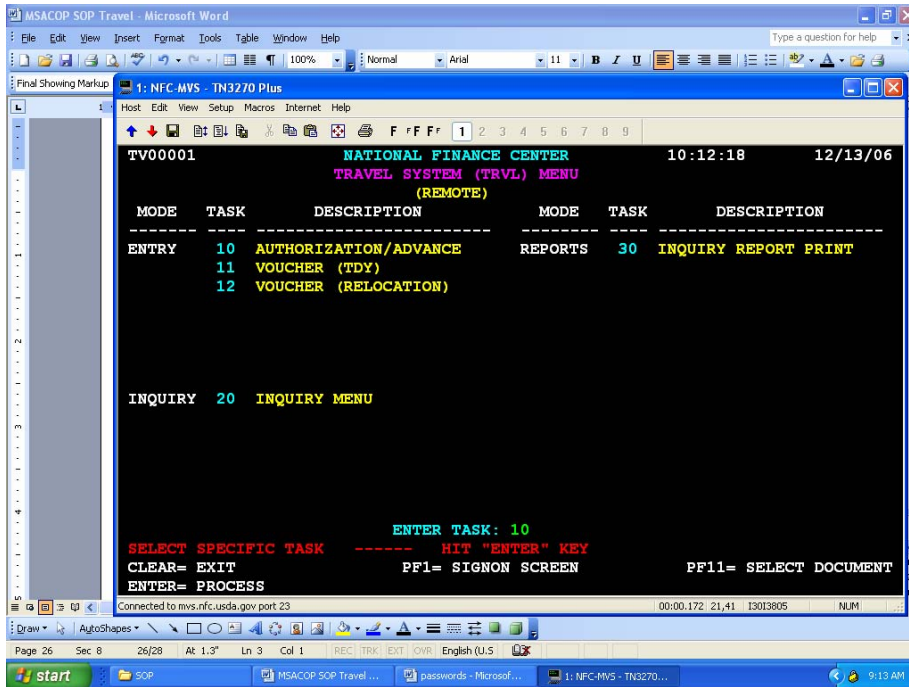 MSACOP SOP Travel - Microsoft Word
File Edit View Insert Format Tools Table Window Help Type a question for help
100% Normal Arial 11 B I U
Final Showing Markup
1: NFC-MVS - TN3270 Plus
Host Edit View Setup Macros Internet Help
1 2 3 4 5 6 7 8 9
TV00001 NATIONAL FINANCE CENTER 10:12:18 12/13/06
TRAVEL SYSTEM (TRVL) MENU
(REMOTE)
MODE TASK DESCRIPTION MODE TASK DESCRIPTION
------- ---- ------------------------- -------- ---- ------------------------
ENTRY 10 AUTHORIZATION/ADVANCE REPORTS 30 INQUIRY REPORT PRINT
11 VOUCHER (TDY)
12 VOUCHER (RELOCATION)
INQUIRY 20 INQUIRY MENU
ENTER TASK: 10
SELECT SPECIFIC TASK ------ HIT "ENTER" KEY
CLEAR= EXIT PF1= SIGNON SCREEN PF11= SELECT DOCUMENT
ENTER= PROCESS
Connected to mvs.nfc.usda.gov port 23 00:00.172 21,41 I30I3805 NUM
Draw AutoShapes
Page 26 Sec 8 26/28 At 1.3" Ln 3 Col 1 REC TRK EXT OVR English (U.S
start SOP MSACOP SOP Travel ... passwords - Microsof... 1: NFC-MVS - TN3270... 9:13 AM